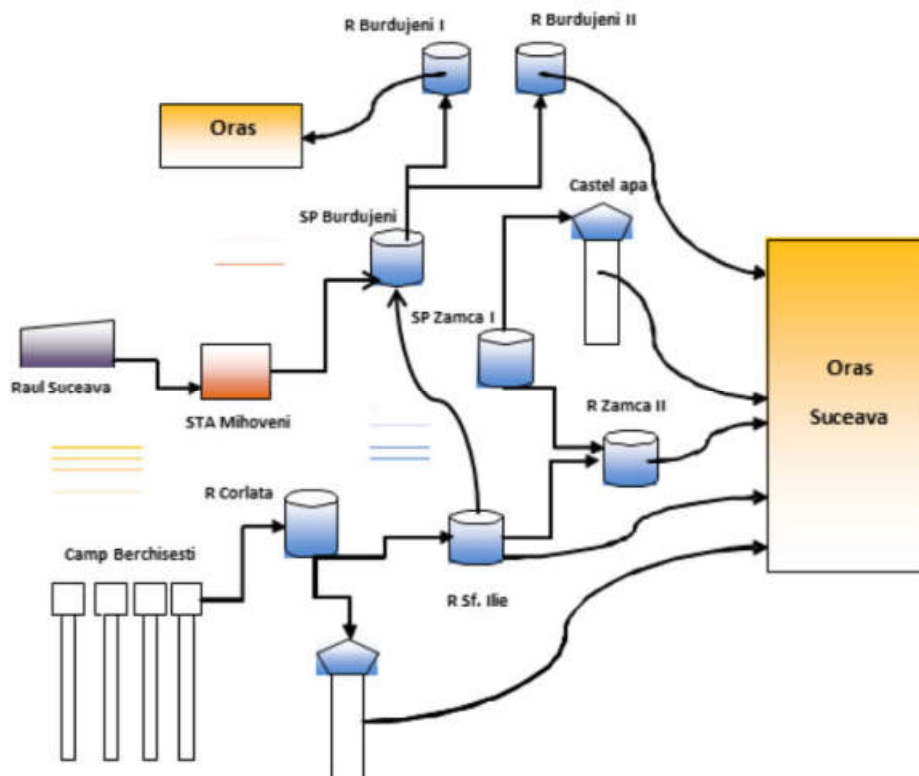 R Burdujeni I
R Burdujeni II
Oras
Castel apa
SP Burdujeni
SP Zamca I
Oras
Suceava
Raul Suceava
STA Mihoveni
R Zamca II
R Corlata
Camp Berchisesti
R Sf. Ilie